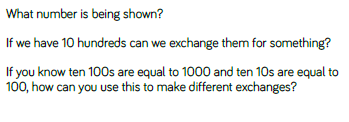 What number is being shown?
If we have 10 hundreds can we exchange them for something?
If you know ten 100s are equal to 1000 and ten 10s are equal to
100, how can you use this to make different exchanges?